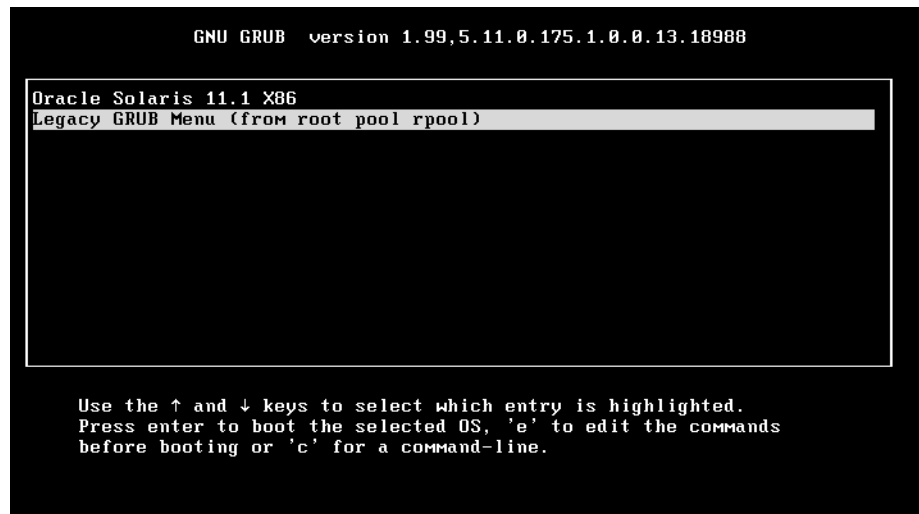 GNU GRUB  version 1.99,5.11.0.175.1.0.0.13.18988
Oracle Solaris 11.1 X86
Legacy GRUB Menu (from root pool rpool)
Use the ↑ and ↓ keys to select which entry is highlighted.
Press enter to boot the selected OS, 'e' to edit the commands
before booting or 'c' for a command-line.